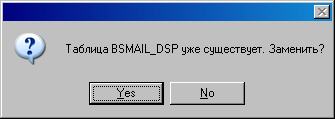 Таблица BSMAIL_DSP уже существует. Заменить?
Yes
No